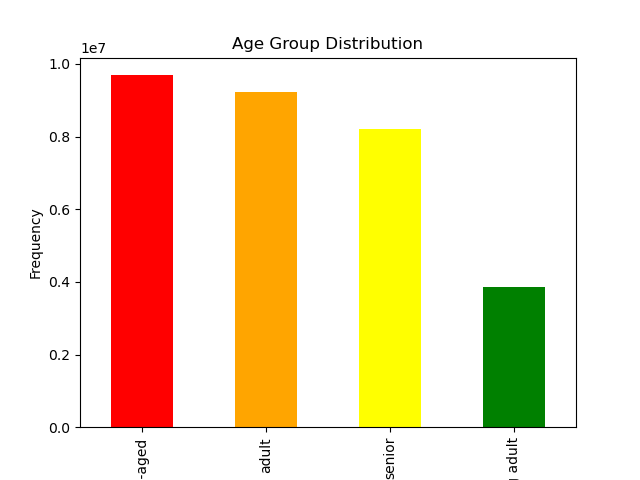 Age Group Distribution
1e7
1.0
0.8
0.6
0.4
0.2
0.0
Frequency
-aged
adult
senior
adult